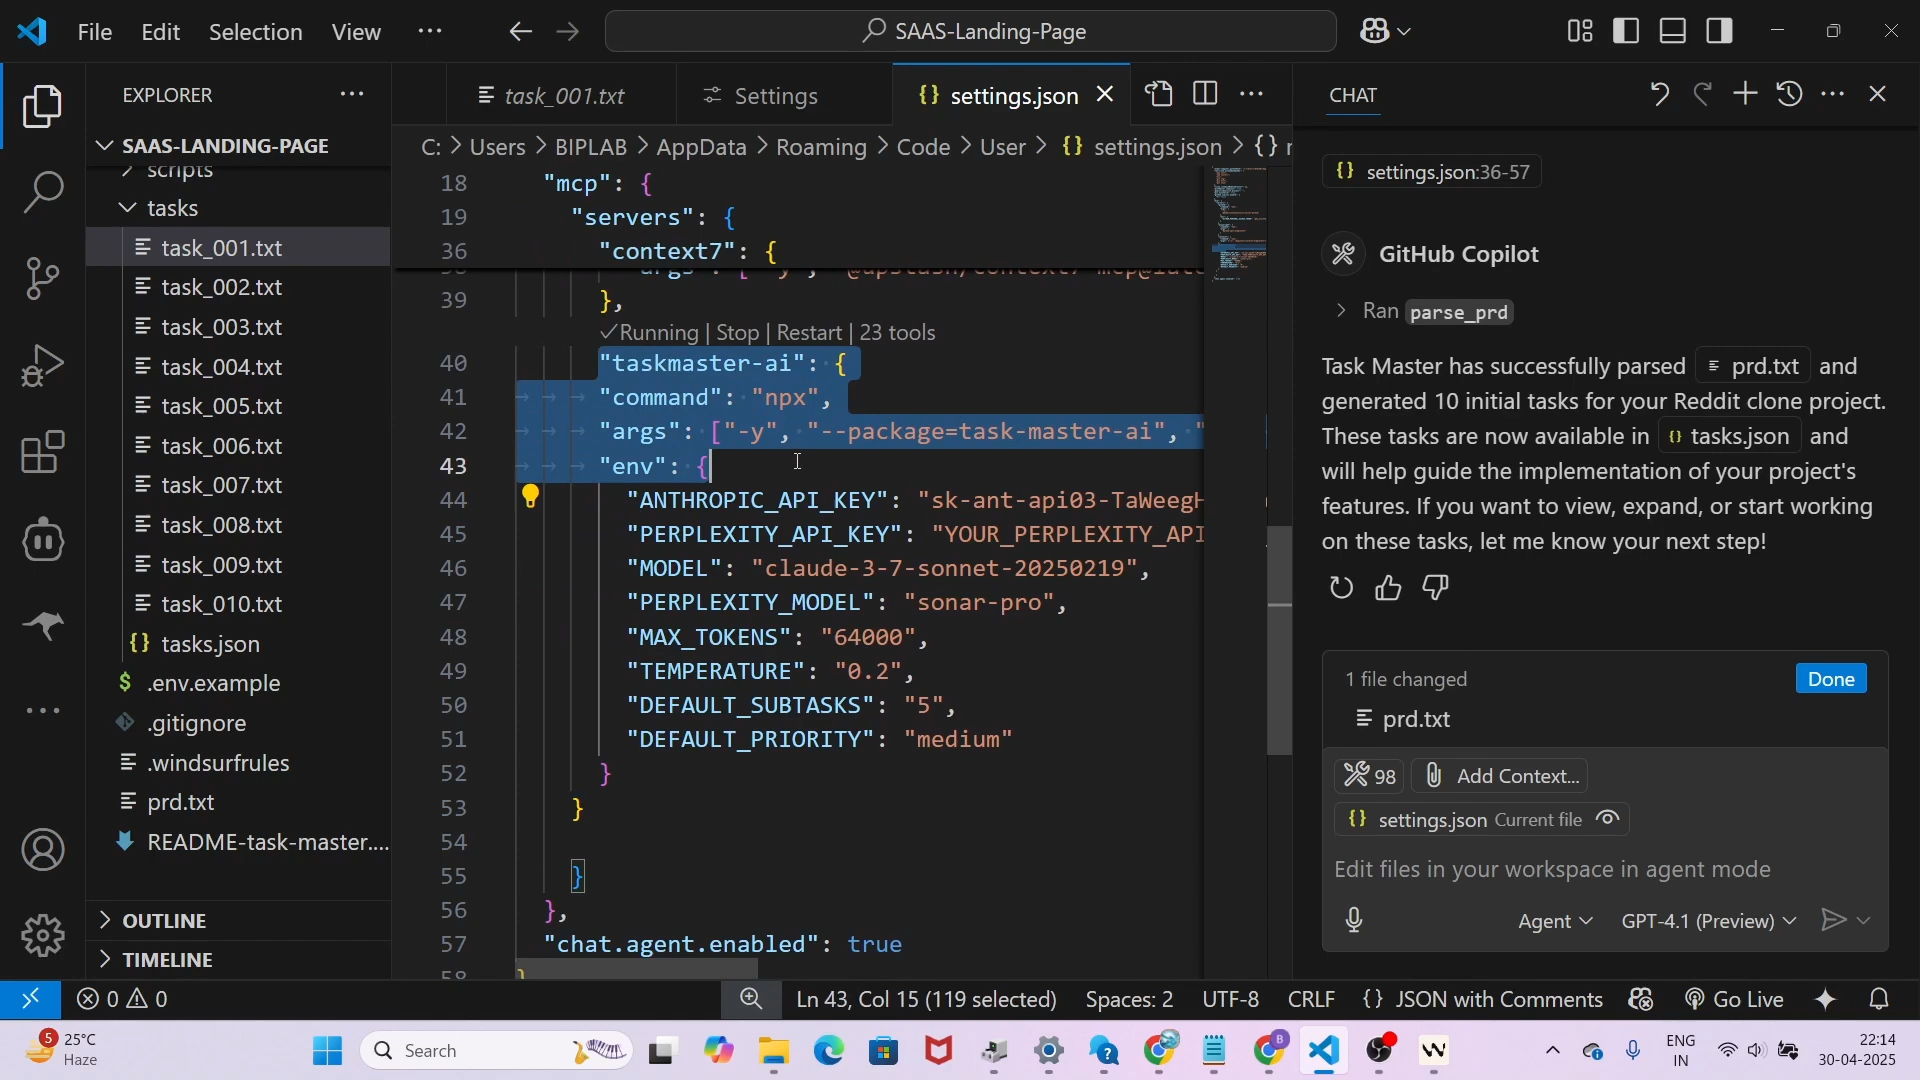 File Edit Selection View ··· SAAS-Landing-Page
EXPLORER ···
SAAS-LANDING-PAGE
scripts
tasks
task_001.txt
task_002.txt
task_003.txt
task_004.txt
task_005.txt
task_006.txt
task_007.txt
task_008.txt
task_009.txt
task_010.txt
tasks.json
.env.example
.gitignore
.windsurfrules
prd.txt
README-task-master....
OUTLINE
TIMELINE
task_001.txt Settings {} settings.json
C: > Users > BIPLAB > AppData > Roaming > Code > User > {} settings.json > {}
18 "mcp": {
19 "servers": {
36 "context7": {
39 },
✓Running | Stop | Restart | 23 tools
40 "taskmaster-ai": {
41 "command": "npx",
42 "args": ["-y", "--package=task-master-ai", "
43 "env": {
44 "ANTHROPIC_API_KEY": "sk-ant-api03-TaWeegH
45 "PERPLEXITY_API_KEY": "YOUR_PERPLEXITY_API
46 "MODEL": "claude-3-7-sonnet-20250219",
47 "PERPLEXITY_MODEL": "sonar-pro",
48 "MAX_TOKENS": "64000",
49 "TEMPERATURE": "0.2",
50 "DEFAULT_SUBTASKS": "5",
51 "DEFAULT_PRIORITY": "medium"
52 }
53 }
54
55 }
56 },
57 "chat.agent.enabled": true
58 }
CHAT
{} settings.json:36-57
GitHub Copilot
> Ran parse_prd
Task Master has successfully parsed prd.txt and
generated 10 initial tasks for your Reddit clone project.
These tasks are now available in {} tasks.json and
will help guide the implementation of your project's
features. If you want to view, expand, or start working
on these tasks, let me know your next step!
1 file changed Done
prd.txt
98 Add Context...
{} settings.json Current file
Edit files in your workspace in agent mode
Agent GPT-4.1 (Preview)
0 0 Ln 43, Col 15 (119 selected) Spaces: 2 UTF-8 CRLF {} JSON with Comments Go Live
5 25°C
Haze
Search
ENG
IN
22:14
30-04-2025